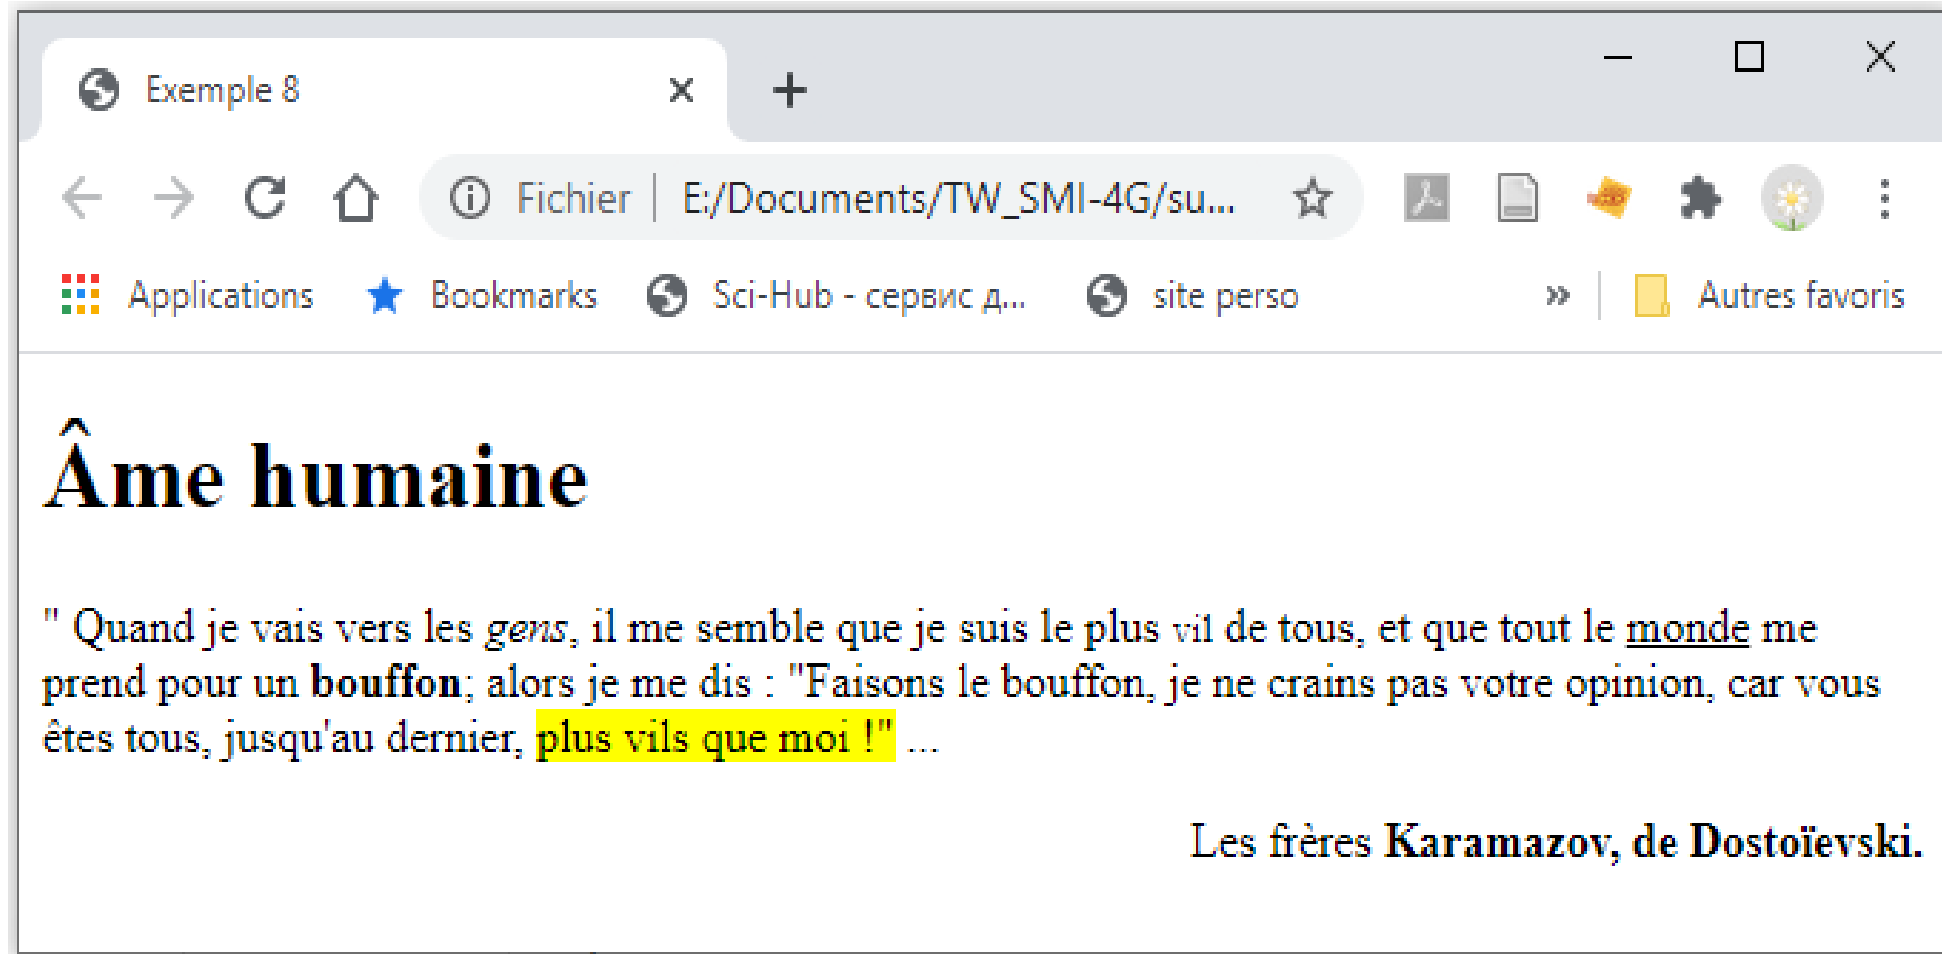 Exemple 8
Fichier E:/Documents/TW_SMI-4G/su...
Applications Bookmarks Sci-Hub - сервис д... site perso » Autres favoris
Âme humaine
" Quand je vais vers les gens, il me semble que je suis le plus vil de tous, et que tout le monde me
prend pour un bouffon; alors je me dis : "Faisons le bouffon, je ne crains pas votre opinion, car vous
êtes tous, jusqu'au dernier, plus vils que moi !" ...
Les frères Karamazov, de Dostoïevski.